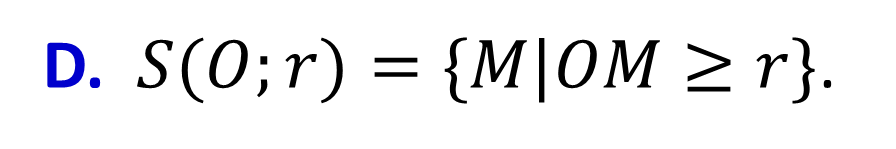 D. S(O; r) = {M|OM ≥ r}.